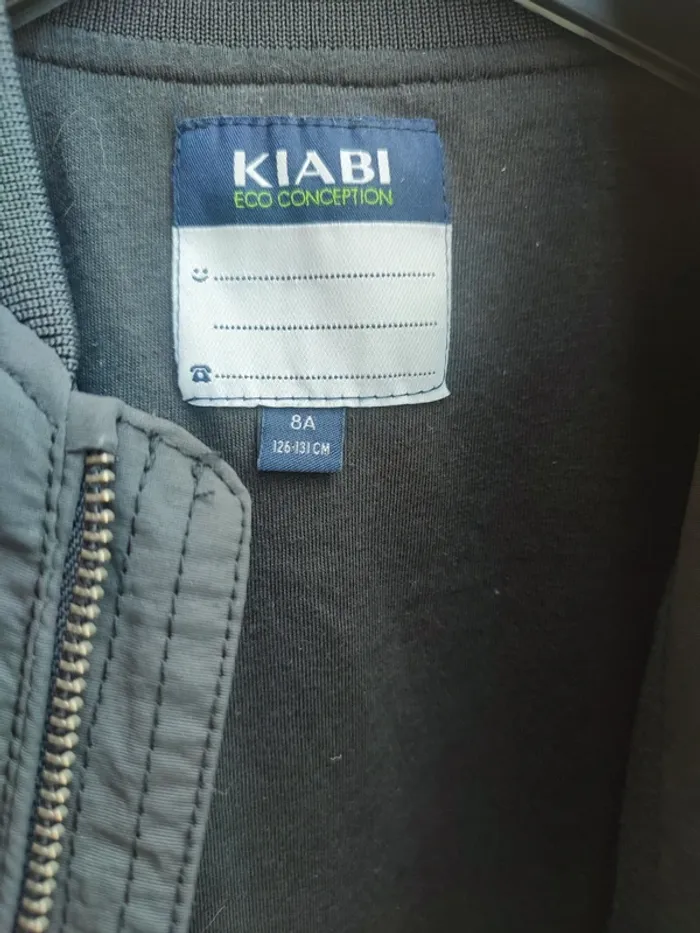 KIABI
ECO CONCEPTION
8A
126-131 CM